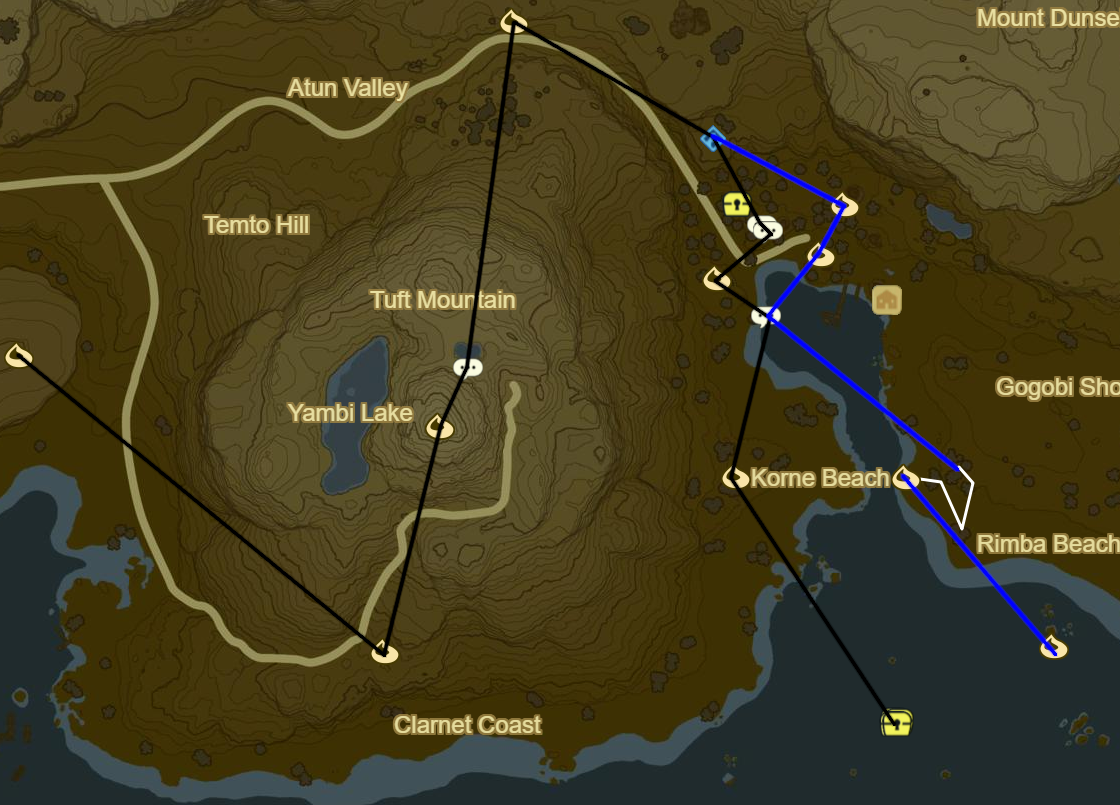 Mount Dunse
Atun Valley
Temto Hill
Tuft Mountain
Gogobi Sho
Yambi Lake
Korne Beach
Rimba Beach
Clarnet Coast